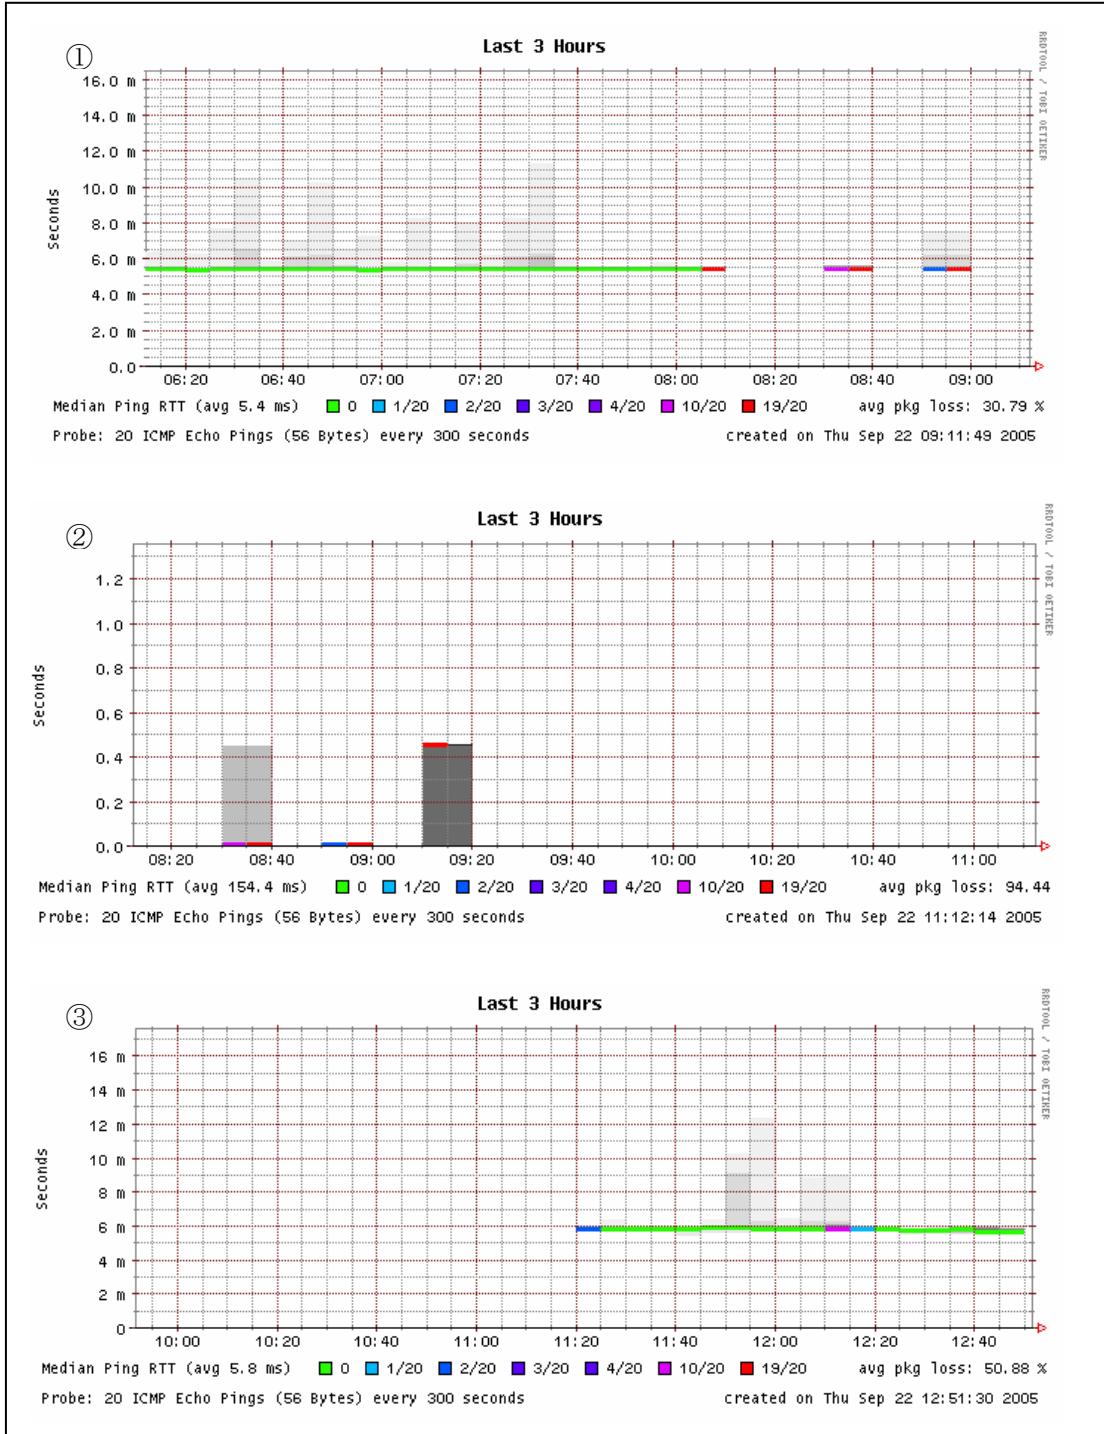 ①
Last 3 Hours
RRDTOOL / TOBI OETIKER
Seconds
16.0 m
14.0 m
12.0 m
10.0 m
8.0 m
6.0 m
4.0 m
2.0 m
0.0
06:20 06:40 07:00 07:20 07:40 08:00 08:20 08:40 09:00
Median Ping RTT (avg 5.4 ms) 0 1/20 2/20 3/20 4/20 10/20 19/20 avg pkg loss: 30.79 %
Probe: 20 ICMP Echo Pings (56 Bytes) every 300 seconds created on Thu Sep 22 09:11:49 2005
②
Last 3 Hours
RRDTOOL / TOBI OETIKER
Seconds
1.2
1.0
0.8
0.6
0.4
0.2
0.0
08:20 08:40 09:00 09:20 09:40 10:00 10:20 10:40 11:00
Median Ping RTT (avg 154.4 ms) 0 1/20 2/20 3/20 4/20 10/20 19/20 avg pkg loss: 94.44
Probe: 20 ICMP Echo Pings (56 Bytes) every 300 seconds created on Thu Sep 22 11:12:14 2005
③
Last 3 Hours
RRDTOOL / TOBI OETIKER
Seconds
16 m
14 m
12 m
10 m
8 m
6 m
4 m
2 m
0
10:00 10:20 10:40 11:00 11:20 11:40 12:00 12:20 12:40
Median Ping RTT (avg 5.8 ms) 0 1/20 2/20 3/20 4/20 10/20 19/20 avg pkg loss: 50.88 %
Probe: 20 ICMP Echo Pings (56 Bytes) every 300 seconds created on Thu Sep 22 12:51:30 2005